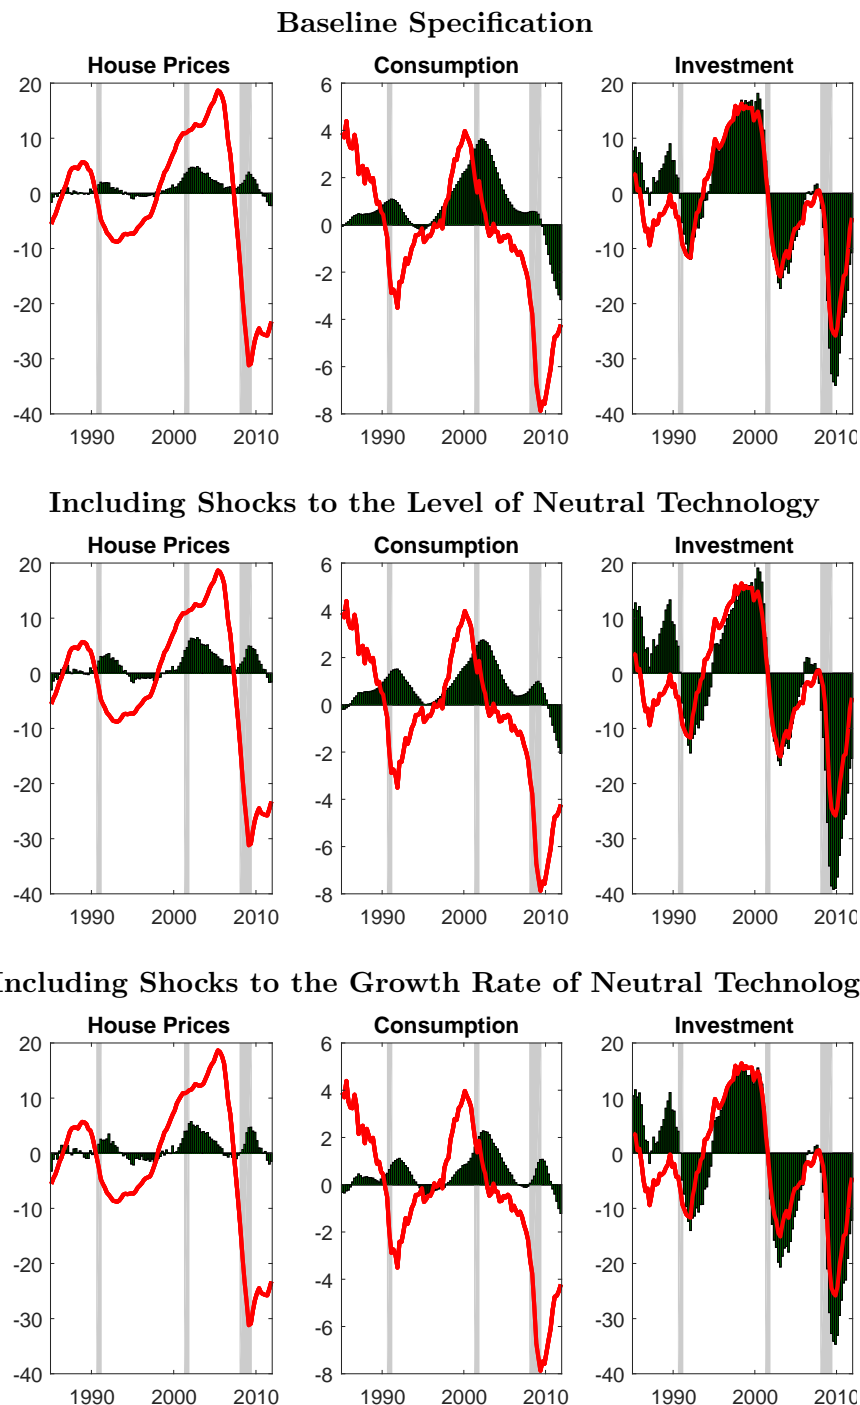 Baseline Specification
House Prices Consumption Investment
20 6 20
10 4 10
0 2 0
-10 0 -10
-20 -2 -20
-30 -4 -30
-40 -6 -40
-8
1990 2000 2010 1990 2000 2010 1990 2000 2010
Including Shocks to the Level of Neutral Technology
House Prices Consumption Investment
20 6 20
10 4 10
0 2 0
-10 0 -10
-20 -2 -20
-30 -4 -30
-40 -6 -40
-8
1990 2000 2010 1990 2000 2010 1990 2000 2010
Including Shocks to the Growth Rate of Neutral Technolog
House Prices Consumption Investment
20 6 20
10 4 10
0 2 0
-10 0 -10
-20 -2 -20
-30 -4 -30
-40 -6 -40
-8
1990 2000 2010 1990 2000 2010 1990 2000 2010